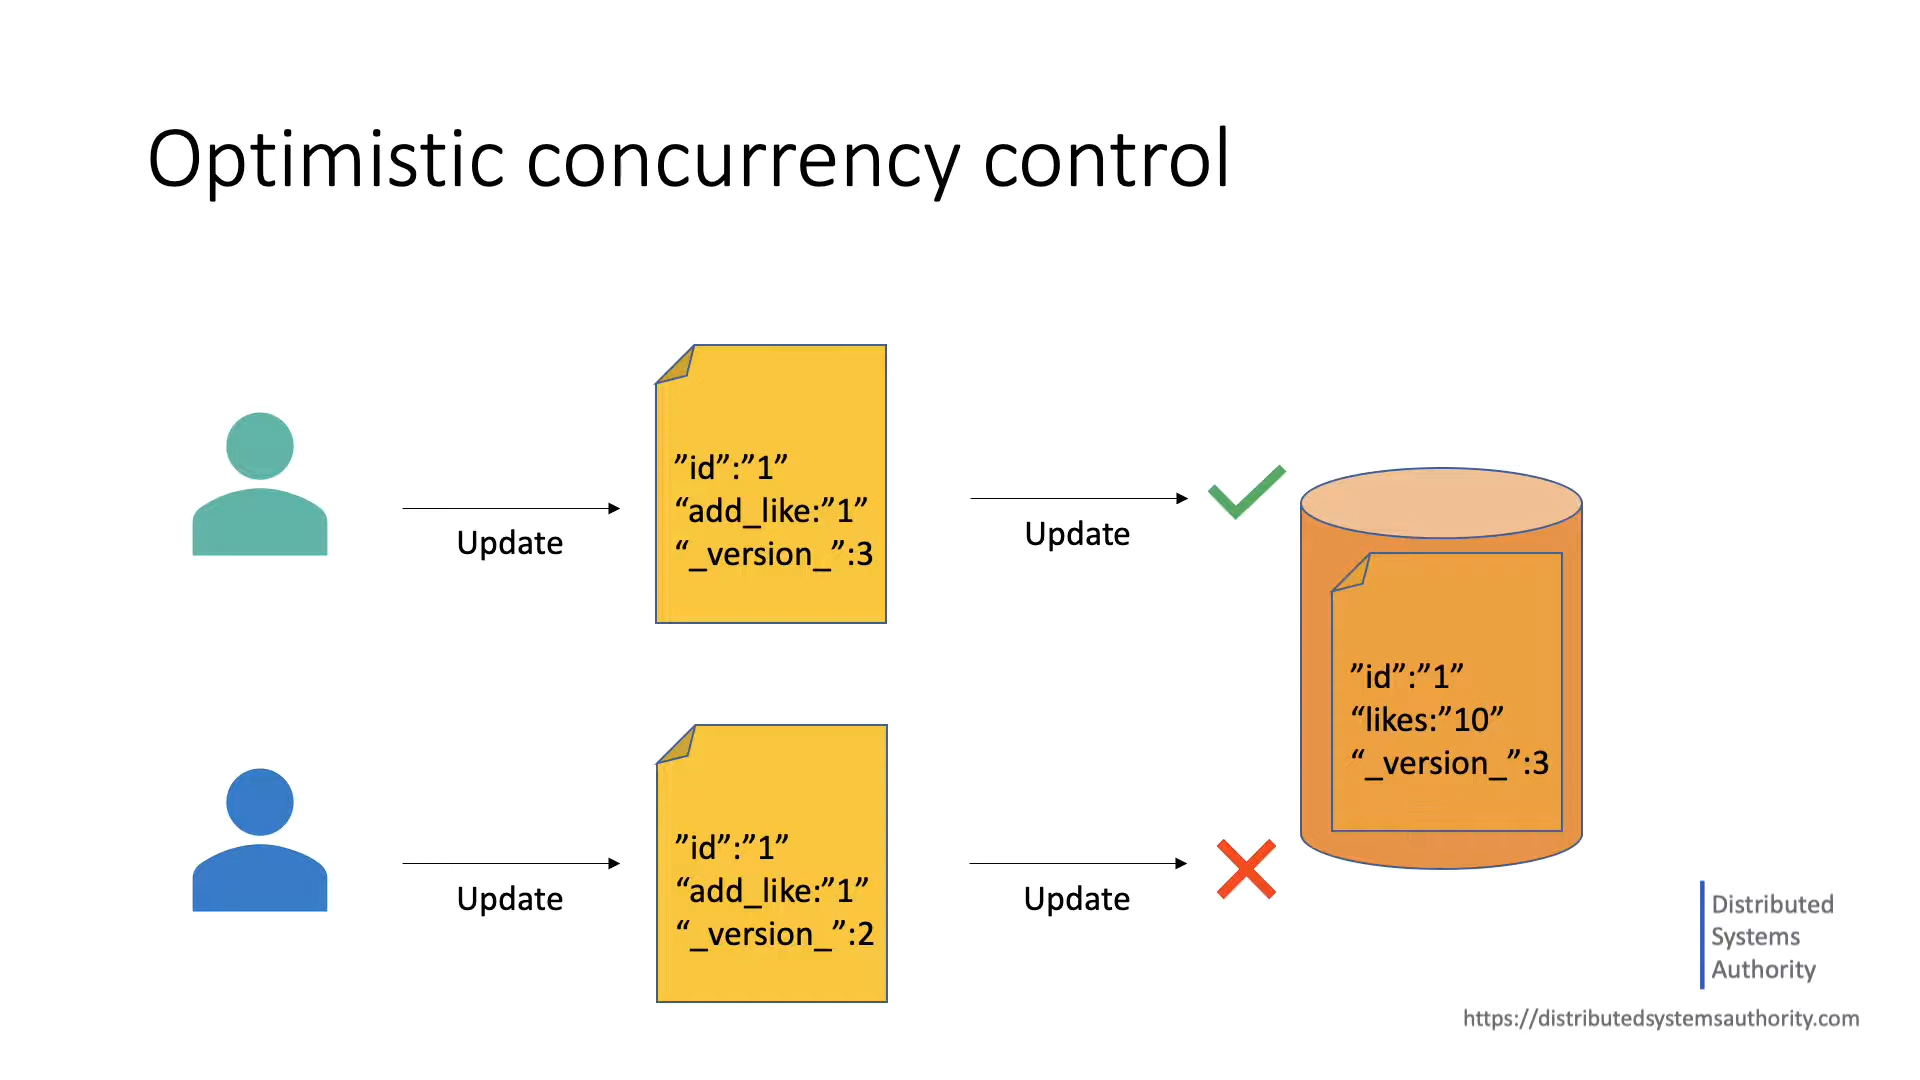 Optimistic concurrency control
”id”:”1”
“add_like:”1”
“_version_”:3
Update
Update
”id”:”1”
“likes:”10”
“_version_”:3
”id”:”1”
“add_like:”1”
“_version_”:2
Update
Update
Distributed
Systems
Authority
https://distributedsystemsauthority.com